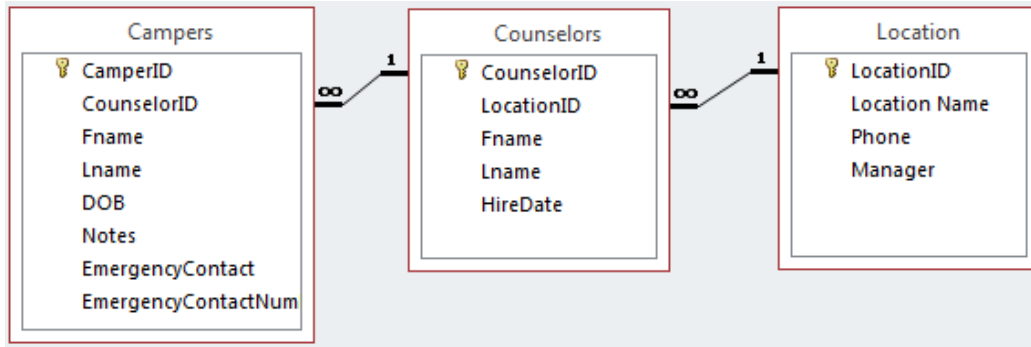 Campers
CamperID
CounselorID
Fname
Lname
DOB
Notes
EmergencyContact
EmergencyContactNum
∞
1
Counselors
CounselorID
LocationID
Fname
Lname
HireDate
∞
1
Location
LocationID
Location Name
Phone
Manager